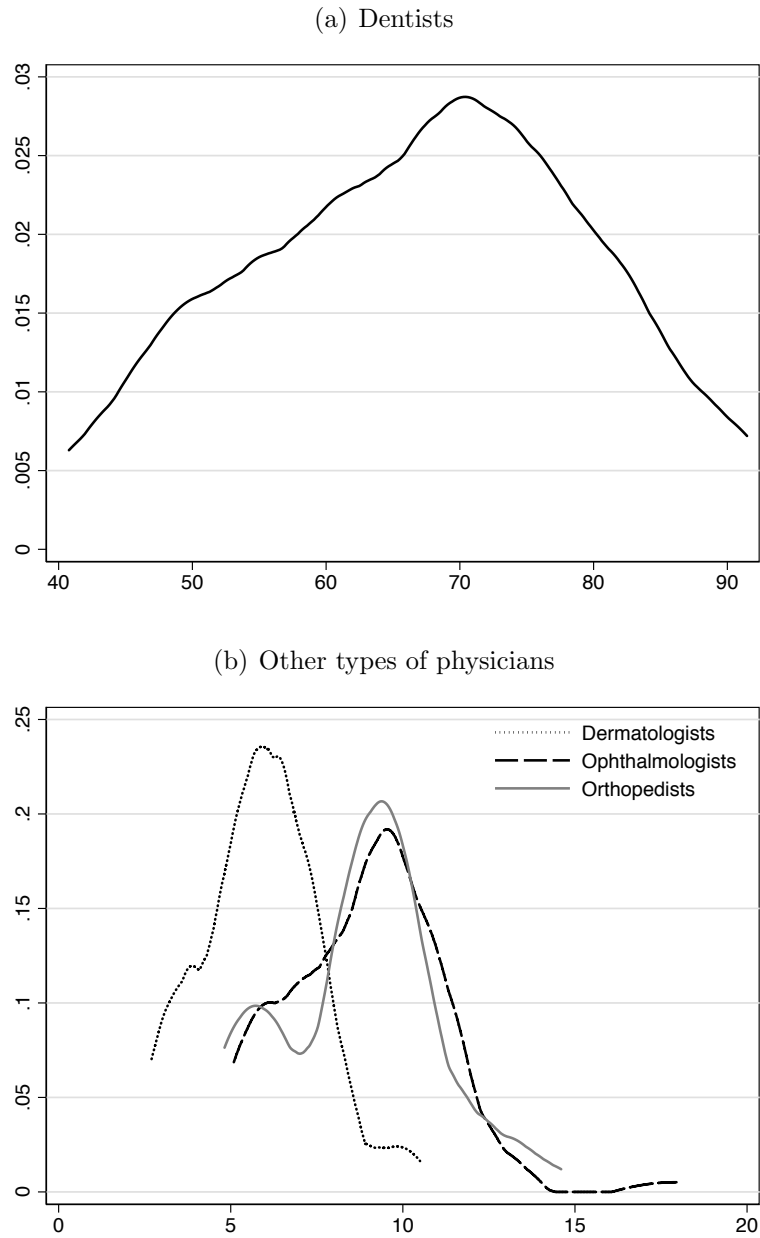 (a) Dentists
.03
.025
.02
.015
.01
.005
0
40 50 60 70 80 90
(b) Other types of physicians
.25
.2
.15
.1
.05
0
Dermatologists
Ophthalmologists
Orthopedists
0 5 10 15 20